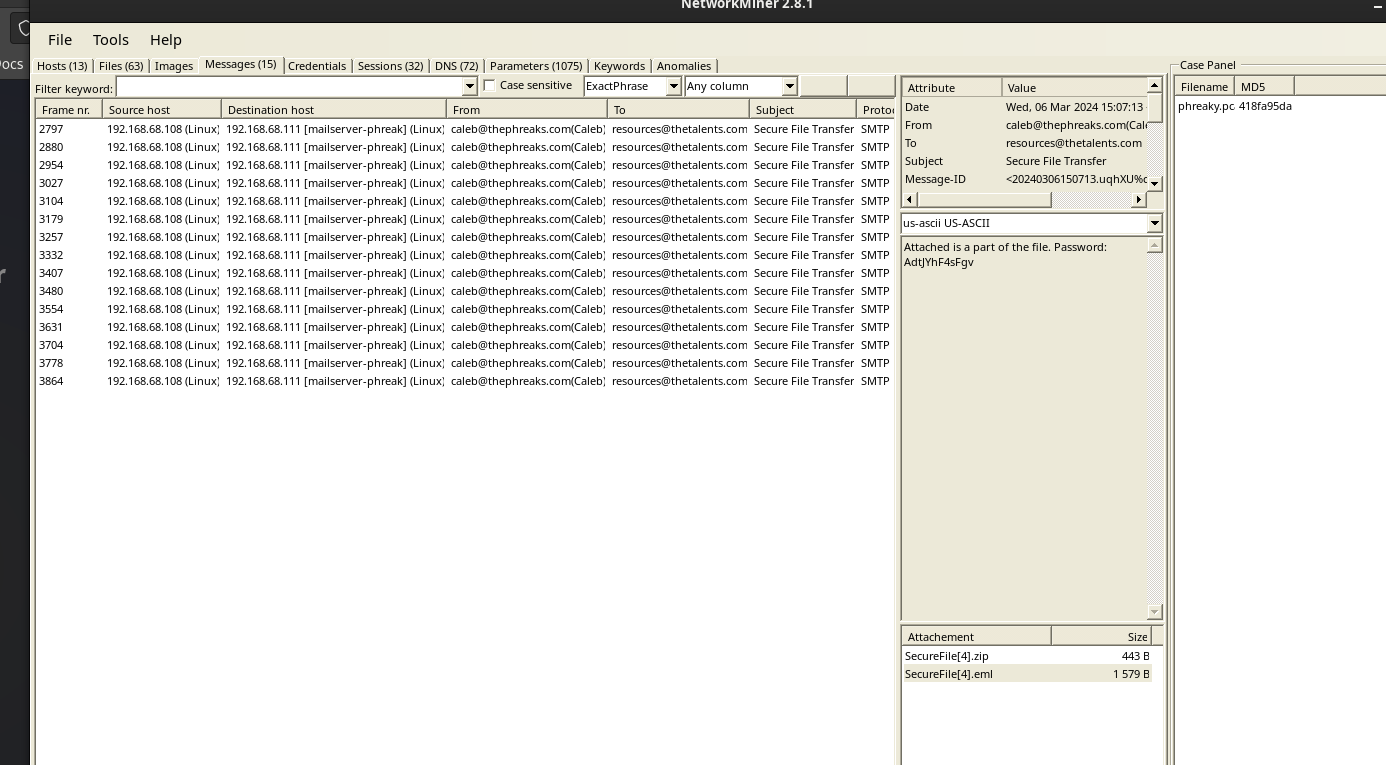 NetworkMiner 2.8.1
File Tools Help
ocs
Hosts (13) Files (63) Images Messages (15) Credentials Sessions (32) DNS (72) Parameters (1075) Keywords Anomalies
Filter keyword: Case sensitive ExactPhrase Any column
Frame nr. Source host Destination host From To Subject Protoc
2797 192.168.68.108 (Linux) 192.168.68.111 [mailserver-phreak] (Linux) caleb@thephreaks.com(Caleb) resources@thetalents.com Secure File Transfer SMTP
2880 192.168.68.108 (Linux) 192.168.68.111 [mailserver-phreak] (Linux) caleb@thephreaks.com(Caleb) resources@thetalents.com Secure File Transfer SMTP
2954 192.168.68.108 (Linux) 192.168.68.111 [mailserver-phreak] (Linux) caleb@thephreaks.com(Caleb) resources@thetalents.com Secure File Transfer SMTP
3027 192.168.68.108 (Linux) 192.168.68.111 [mailserver-phreak] (Linux) caleb@thephreaks.com(Caleb) resources@thetalents.com Secure File Transfer SMTP
3104 192.168.68.108 (Linux) 192.168.68.111 [mailserver-phreak] (Linux) caleb@thephreaks.com(Caleb) resources@thetalents.com Secure File Transfer SMTP
3179 192.168.68.108 (Linux) 192.168.68.111 [mailserver-phreak] (Linux) caleb@thephreaks.com(Caleb) resources@thetalents.com Secure File Transfer SMTP
3257 192.168.68.108 (Linux) 192.168.68.111 [mailserver-phreak] (Linux) caleb@thephreaks.com(Caleb) resources@thetalents.com Secure File Transfer SMTP
3332 192.168.68.108 (Linux) 192.168.68.111 [mailserver-phreak] (Linux) caleb@thephreaks.com(Caleb) resources@thetalents.com Secure File Transfer SMTP
3407 192.168.68.108 (Linux) 192.168.68.111 [mailserver-phreak] (Linux) caleb@thephreaks.com(Caleb) resources@thetalents.com Secure File Transfer SMTP
3480 192.168.68.108 (Linux) 192.168.68.111 [mailserver-phreak] (Linux) caleb@thephreaks.com(Caleb) resources@thetalents.com Secure File Transfer SMTP
3554 192.168.68.108 (Linux) 192.168.68.111 [mailserver-phreak] (Linux) caleb@thephreaks.com(Caleb) resources@thetalents.com Secure File Transfer SMTP
3631 192.168.68.108 (Linux) 192.168.68.111 [mailserver-phreak] (Linux) caleb@thephreaks.com(Caleb) resources@thetalents.com Secure File Transfer SMTP
3704 192.168.68.108 (Linux) 192.168.68.111 [mailserver-phreak] (Linux) caleb@thephreaks.com(Caleb) resources@thetalents.com Secure File Transfer SMTP
3778 192.168.68.108 (Linux) 192.168.68.111 [mailserver-phreak] (Linux) caleb@thephreaks.com(Caleb) resources@thetalents.com Secure File Transfer SMTP
3864 192.168.68.108 (Linux) 192.168.68.111 [mailserver-phreak] (Linux) caleb@thephreaks.com(Caleb) resources@thetalents.com Secure File Transfer SMTP
Attribute Value
Date Wed, 06 Mar 2024 15:07:13
From caleb@thephreaks.com(Cale
To resources@thetalents.com
Subject Secure File Transfer
Message-ID <20240306150713.uqhXU%c
us-ascii US-ASCII
Attached is a part of the file. Password:
AdtJYhF4sFgv
Attachement Size
SecureFile[4].zip 443 B
SecureFile[4].eml 1 579 B
Case Panel
Filename MD5
phreaky.pc 418fa95da